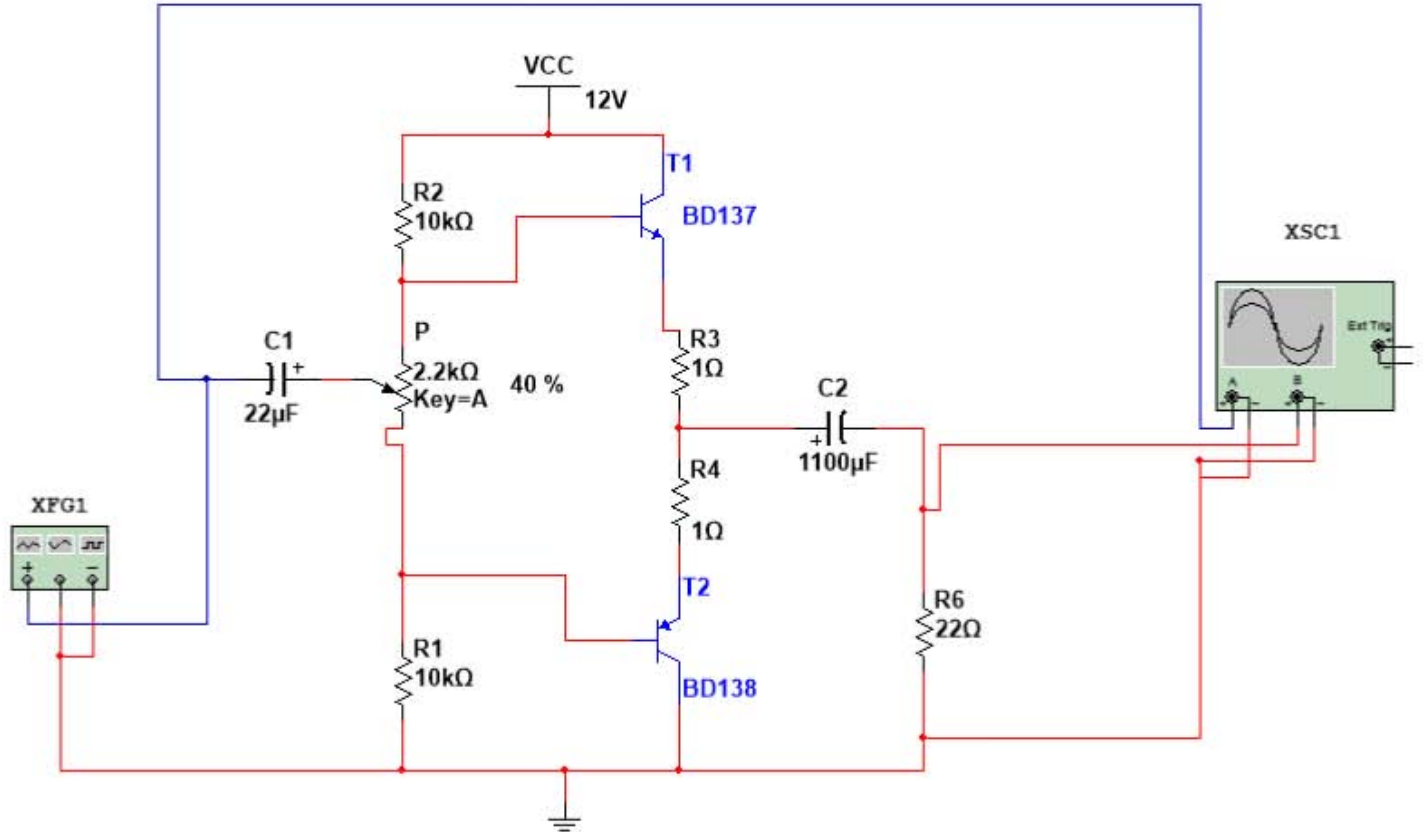 VCC
12V
T1
BD137
R2
10kΩ
XSC1
Ext Trig
+
−
A
B
+
−
+
−
P
2.2kΩ
Key=A
40 %
C1
+
22µF
R3
1Ω
C2
+
1100µF
R4
1Ω
XFG1
+
−
T2
BD138
R1
10kΩ
R6
22Ω